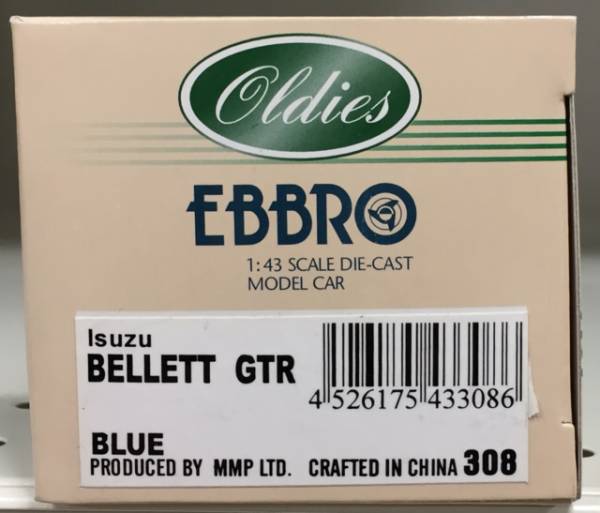 Oldies
EBBRO
1:43 SCALE DIE-CAST
MODEL CAR
Isuzu
BELLETT GTR
4 526175 433086
BLUE
PRODUCED BY MMP LTD. CRAFTED IN CHINA 308